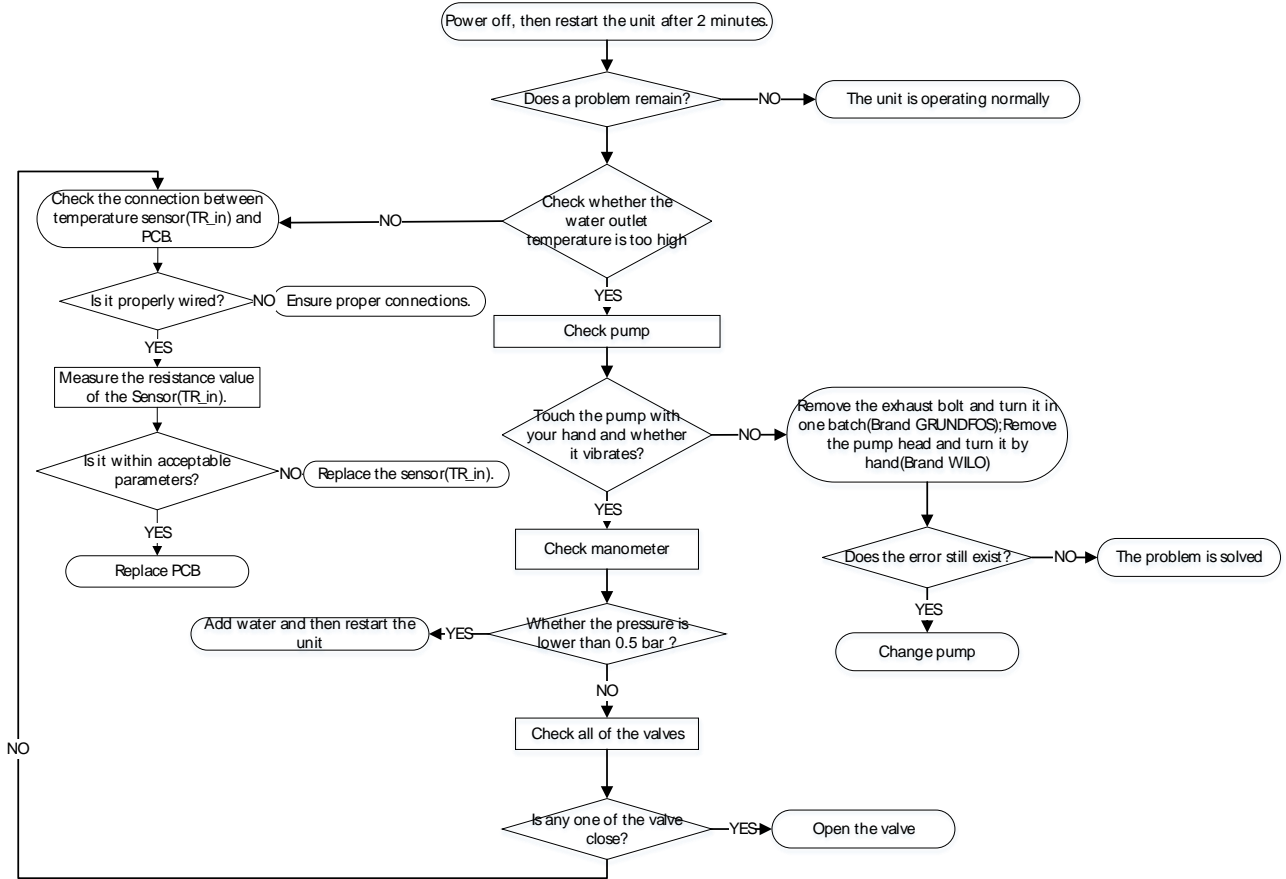 Power off, then restart the unit after 2 minutes.
Does a problem remain?
NO
The unit is operating normally
Check whether the
water outlet
temperature is too high
NO
Check the connection between
temperature sensor(TR_in) and
PCB.
Is it properly wired?
NO
Ensure proper connections.
YES
Measure the resistance value
of the Sensor(TR_in).
Is it within acceptable
parameters?
NO
Replace the sensor(TR_in).
YES
Replace PCB
YES
Check pump
Touch the pump with
your hand and whether
it vibrates?
NO
Remove the exhaust bolt and turn it in
one batch(Brand GRUNDFOS);Remove
the pump head and turn it by
hand(Brand WILO)
Does the error still exist?
NO
The problem is solved
YES
Change pump
YES
Check manometer
Whether the pressure is
lower than 0.5 bar ?
YES
Add water and then restart the
unit
NO
Check all of the valves
Is any one of the valve
close?
YES
Open the valve
NO